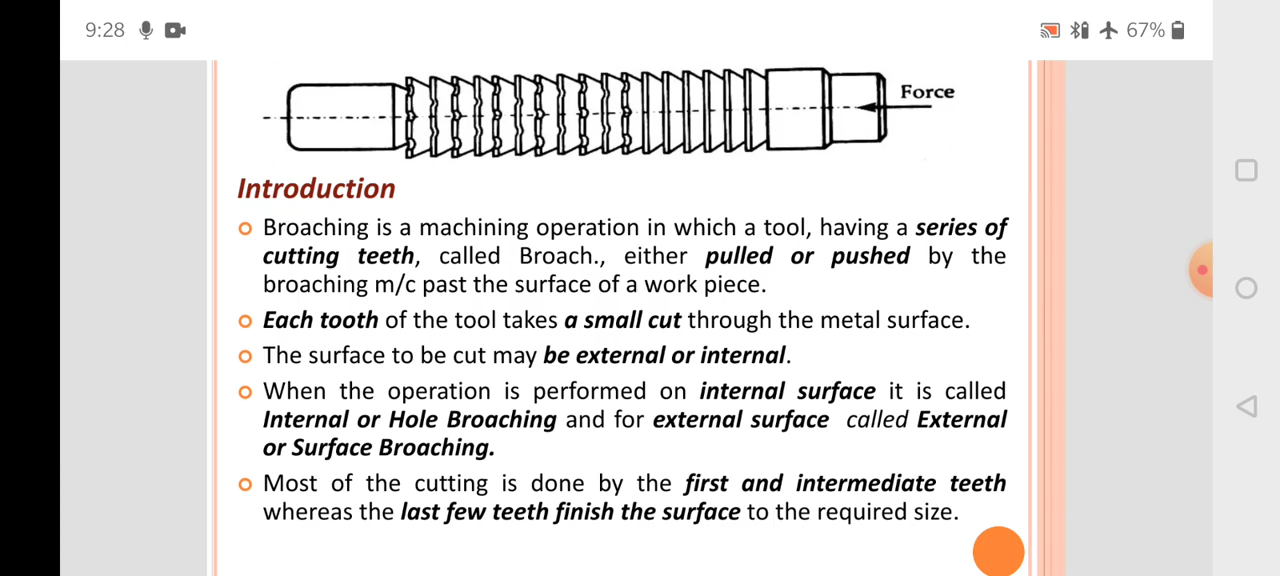 9:28
67%
Force
Introduction
Broaching is a machining operation in which a tool, having a series of
cutting teeth, called Broach., either pulled or pushed by the
broaching m/c past the surface of a work piece.
Each tooth of the tool takes a small cut through the metal surface.
The surface to be cut may be external or internal.
When the operation is performed on internal surface it is called
Internal or Hole Broaching and for external surface called External
or Surface Broaching.
Most of the cutting is done by the first and intermediate teeth
whereas the last few teeth finish the surface to the required size.